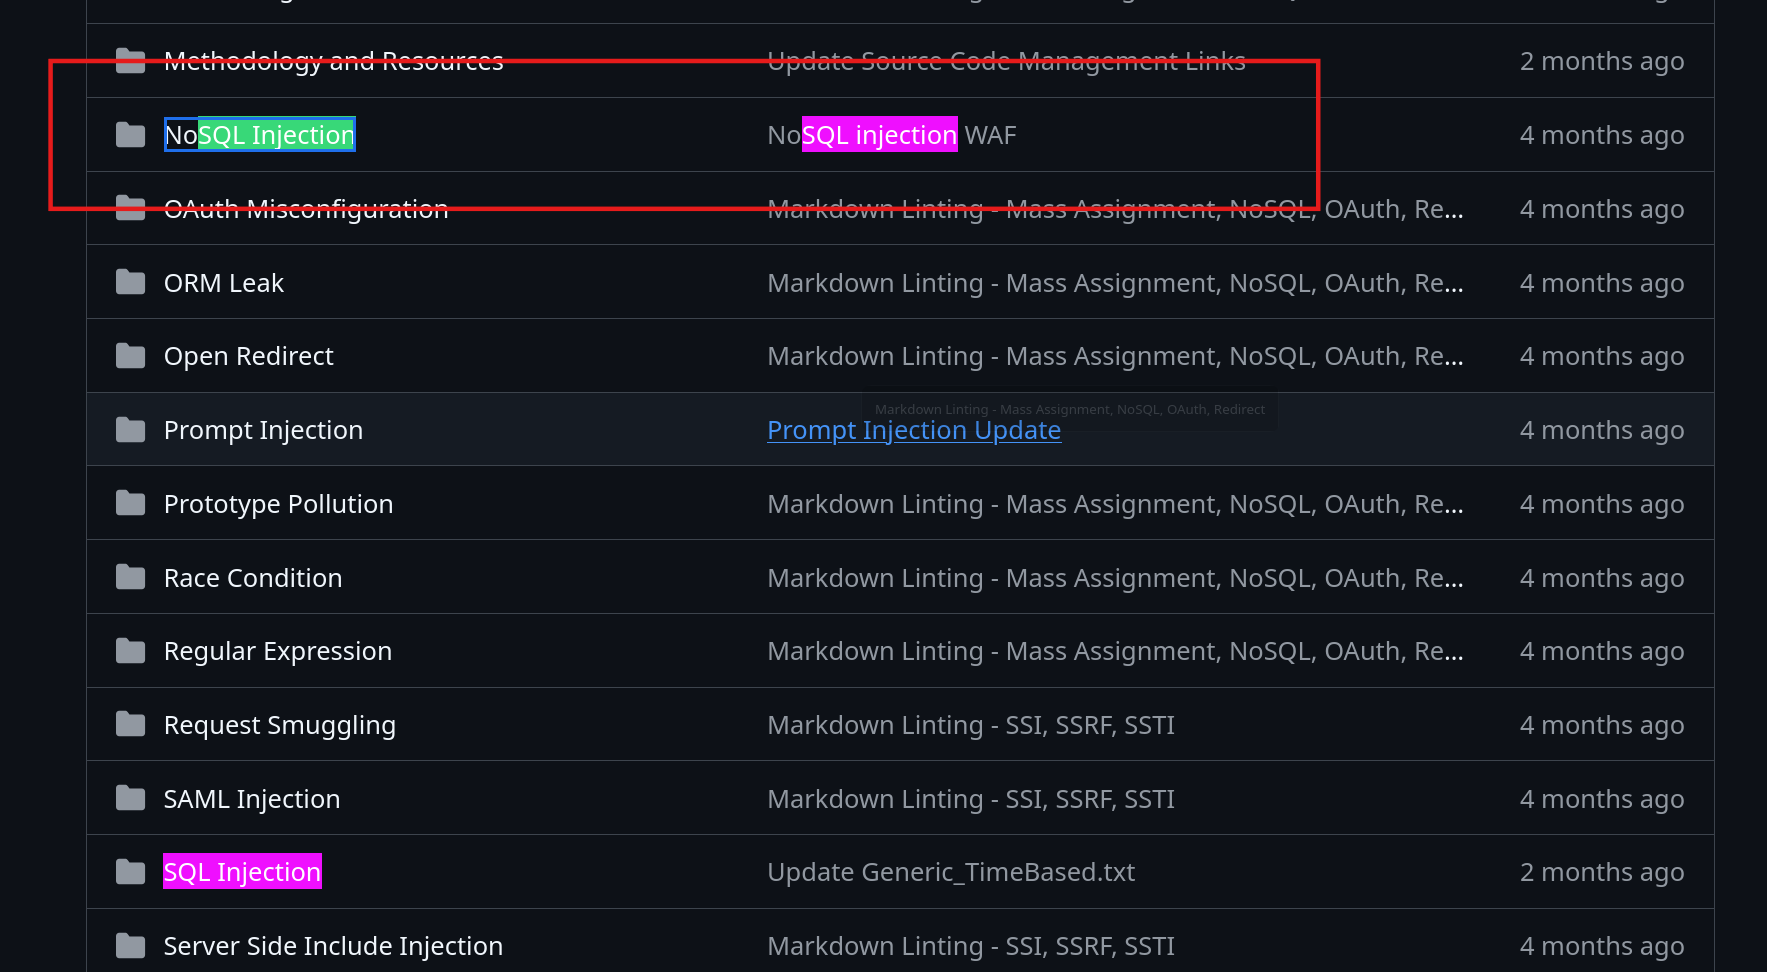 Methodology and Resources Update Source Code Management Links 2 months ago
NoSQL Injection NoSQL injection WAF 4 months ago
OAuth Misconfiguration Markdown Linting - Mass Assignment, NoSQL, OAuth, Re... 4 months ago
ORM Leak Markdown Linting - Mass Assignment, NoSQL, OAuth, Re... 4 months ago
Open Redirect Markdown Linting - Mass Assignment, NoSQL, OAuth, Re... 4 months ago
Markdown Linting - Mass Assignment, NoSQL, OAuth, Redirect
Prompt Injection Prompt Injection Update 4 months ago
Prototype Pollution Markdown Linting - Mass Assignment, NoSQL, OAuth, Re... 4 months ago
Race Condition Markdown Linting - Mass Assignment, NoSQL, OAuth, Re... 4 months ago
Regular Expression Markdown Linting - Mass Assignment, NoSQL, OAuth, Re... 4 months ago
Request Smuggling Markdown Linting - SSI, SSRF, SSTI 4 months ago
SAML Injection Markdown Linting - SSI, SSRF, SSTI 4 months ago
SQL Injection Update Generic_TimeBased.txt 2 months ago
Server Side Include Injection Markdown Linting - SSI, SSRF, SSTI 4 months ago